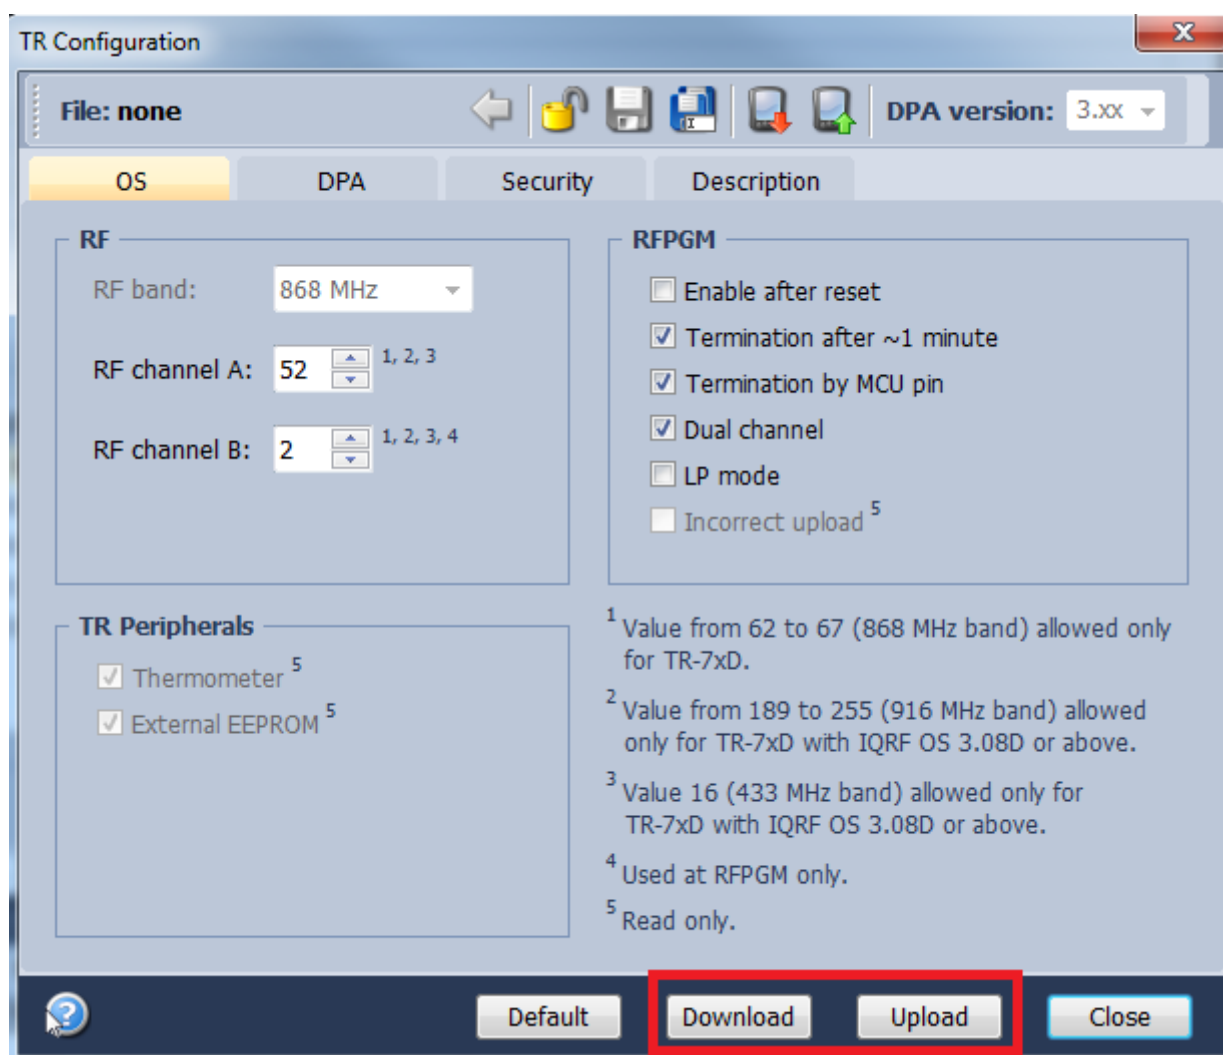 TR Configuration
X
File: none
DPA version: 3.xx
OS DPA Security Description
RF
RF band: 868 MHz
RF channel A: 52 1, 2, 3
RF channel B: 2 1, 2, 3, 4
RFPGM
Enable after reset
Termination after ~1 minute
Termination by MCU pin
Dual channel
LP mode
Incorrect upload 5
TR Peripherals
Thermometer 5
External EEPROM 5
1 Value from 62 to 67 (868 MHz band) allowed only
for TR-7xD.
2 Value from 189 to 255 (916 MHz band) allowed
only for TR-7xD with IQRF OS 3.08D or above.
3 Value 16 (433 MHz band) allowed only for
TR-7xD with IQRF OS 3.08D or above.
4 Used at RFPGM only.
5 Read only.
? Default Download Upload Close